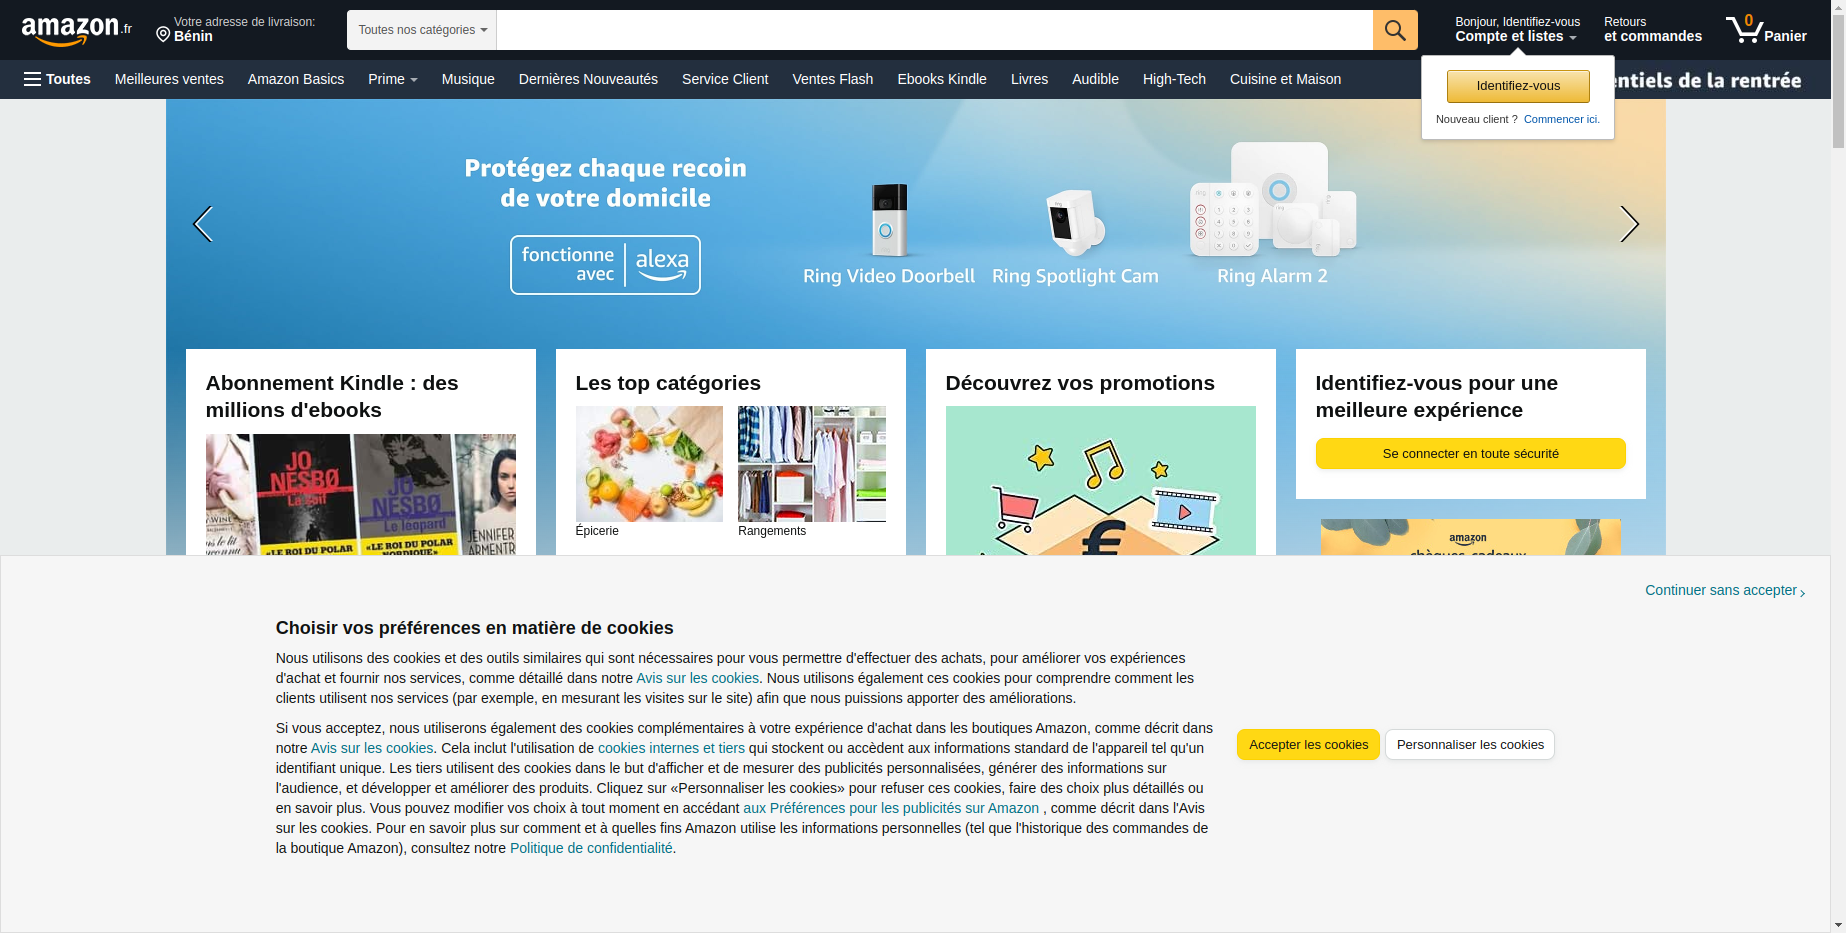 amazon.fr
Votre adresse de livraison:
Bénin
Toutes nos catégories
Bonjour, Identifiez-vous
Compte et listes
Retours
et commandes
0
Panier
Toutes
Meilleures ventes
Amazon Basics
Prime
Musique
Dernières Nouveautés
Service Client
Ventes Flash
Ebooks Kindle
Livres
Audible
High-Tech
Cuisine et Maison
de la rentrée
Identifiez-vous
Nouveau client ? Commencer ici.
Protégez chaque recoin
de votre domicile
fonctionne
avec
alexa
Ring Video Doorbell
Ring Spotlight Cam
Ring Alarm 2
Abonnement Kindle : des
millions d'ebooks
JO
NESBØ
La soif
«LE ROI DU POLAR
JO
NESBØ
Le léopard
«LE ROI DU POLAR
NORDIQUE»
JENNIFER
Les top catégories
Épicerie
Rangements
Découvrez vos promotions
€
Identifiez-vous pour une
meilleure expérience
Se connecter en toute sécurité
amazon
chèques-cadeaux
Continuer sans accepter
Choisir vos préférences en matière de cookies
Nous utilisons des cookies et des outils similaires qui sont nécessaires pour vous permettre d'effectuer des achats, pour améliorer vos expériences
d'achat et fournir nos services, comme détaillé dans notre Avis sur les cookies. Nous utilisons également ces cookies pour comprendre comment les
clients utilisent nos services (par exemple, en mesurant les visites sur le site) afin que nous puissions apporter des améliorations.
Si vous acceptez, nous utiliserons également des cookies complémentaires à votre expérience d'achat dans les boutiques Amazon, comme décrit dans
notre Avis sur les cookies. Cela inclut l'utilisation de cookies internes et tiers qui stockent ou accèdent aux informations standard de l'appareil tel qu'un
identifiant unique. Les tiers utilisent des cookies dans le but d'afficher et de mesurer des publicités personnalisées, générer des informations sur
l'audience, et développer et améliorer des produits. Cliquez sur «Personnaliser les cookies» pour refuser ces cookies, faire des choix plus détaillés ou
en savoir plus. Vous pouvez modifier vos choix à tout moment en accédant aux Préférences pour les publicités sur Amazon , comme décrit dans l'Avis
sur les cookies. Pour en savoir plus sur comment et à quelles fins Amazon utilise les informations personnelles (tel que l'historique des commandes de
la boutique Amazon), consultez notre Politique de confidentialité.
Accepter les cookies
Personnaliser les cookies